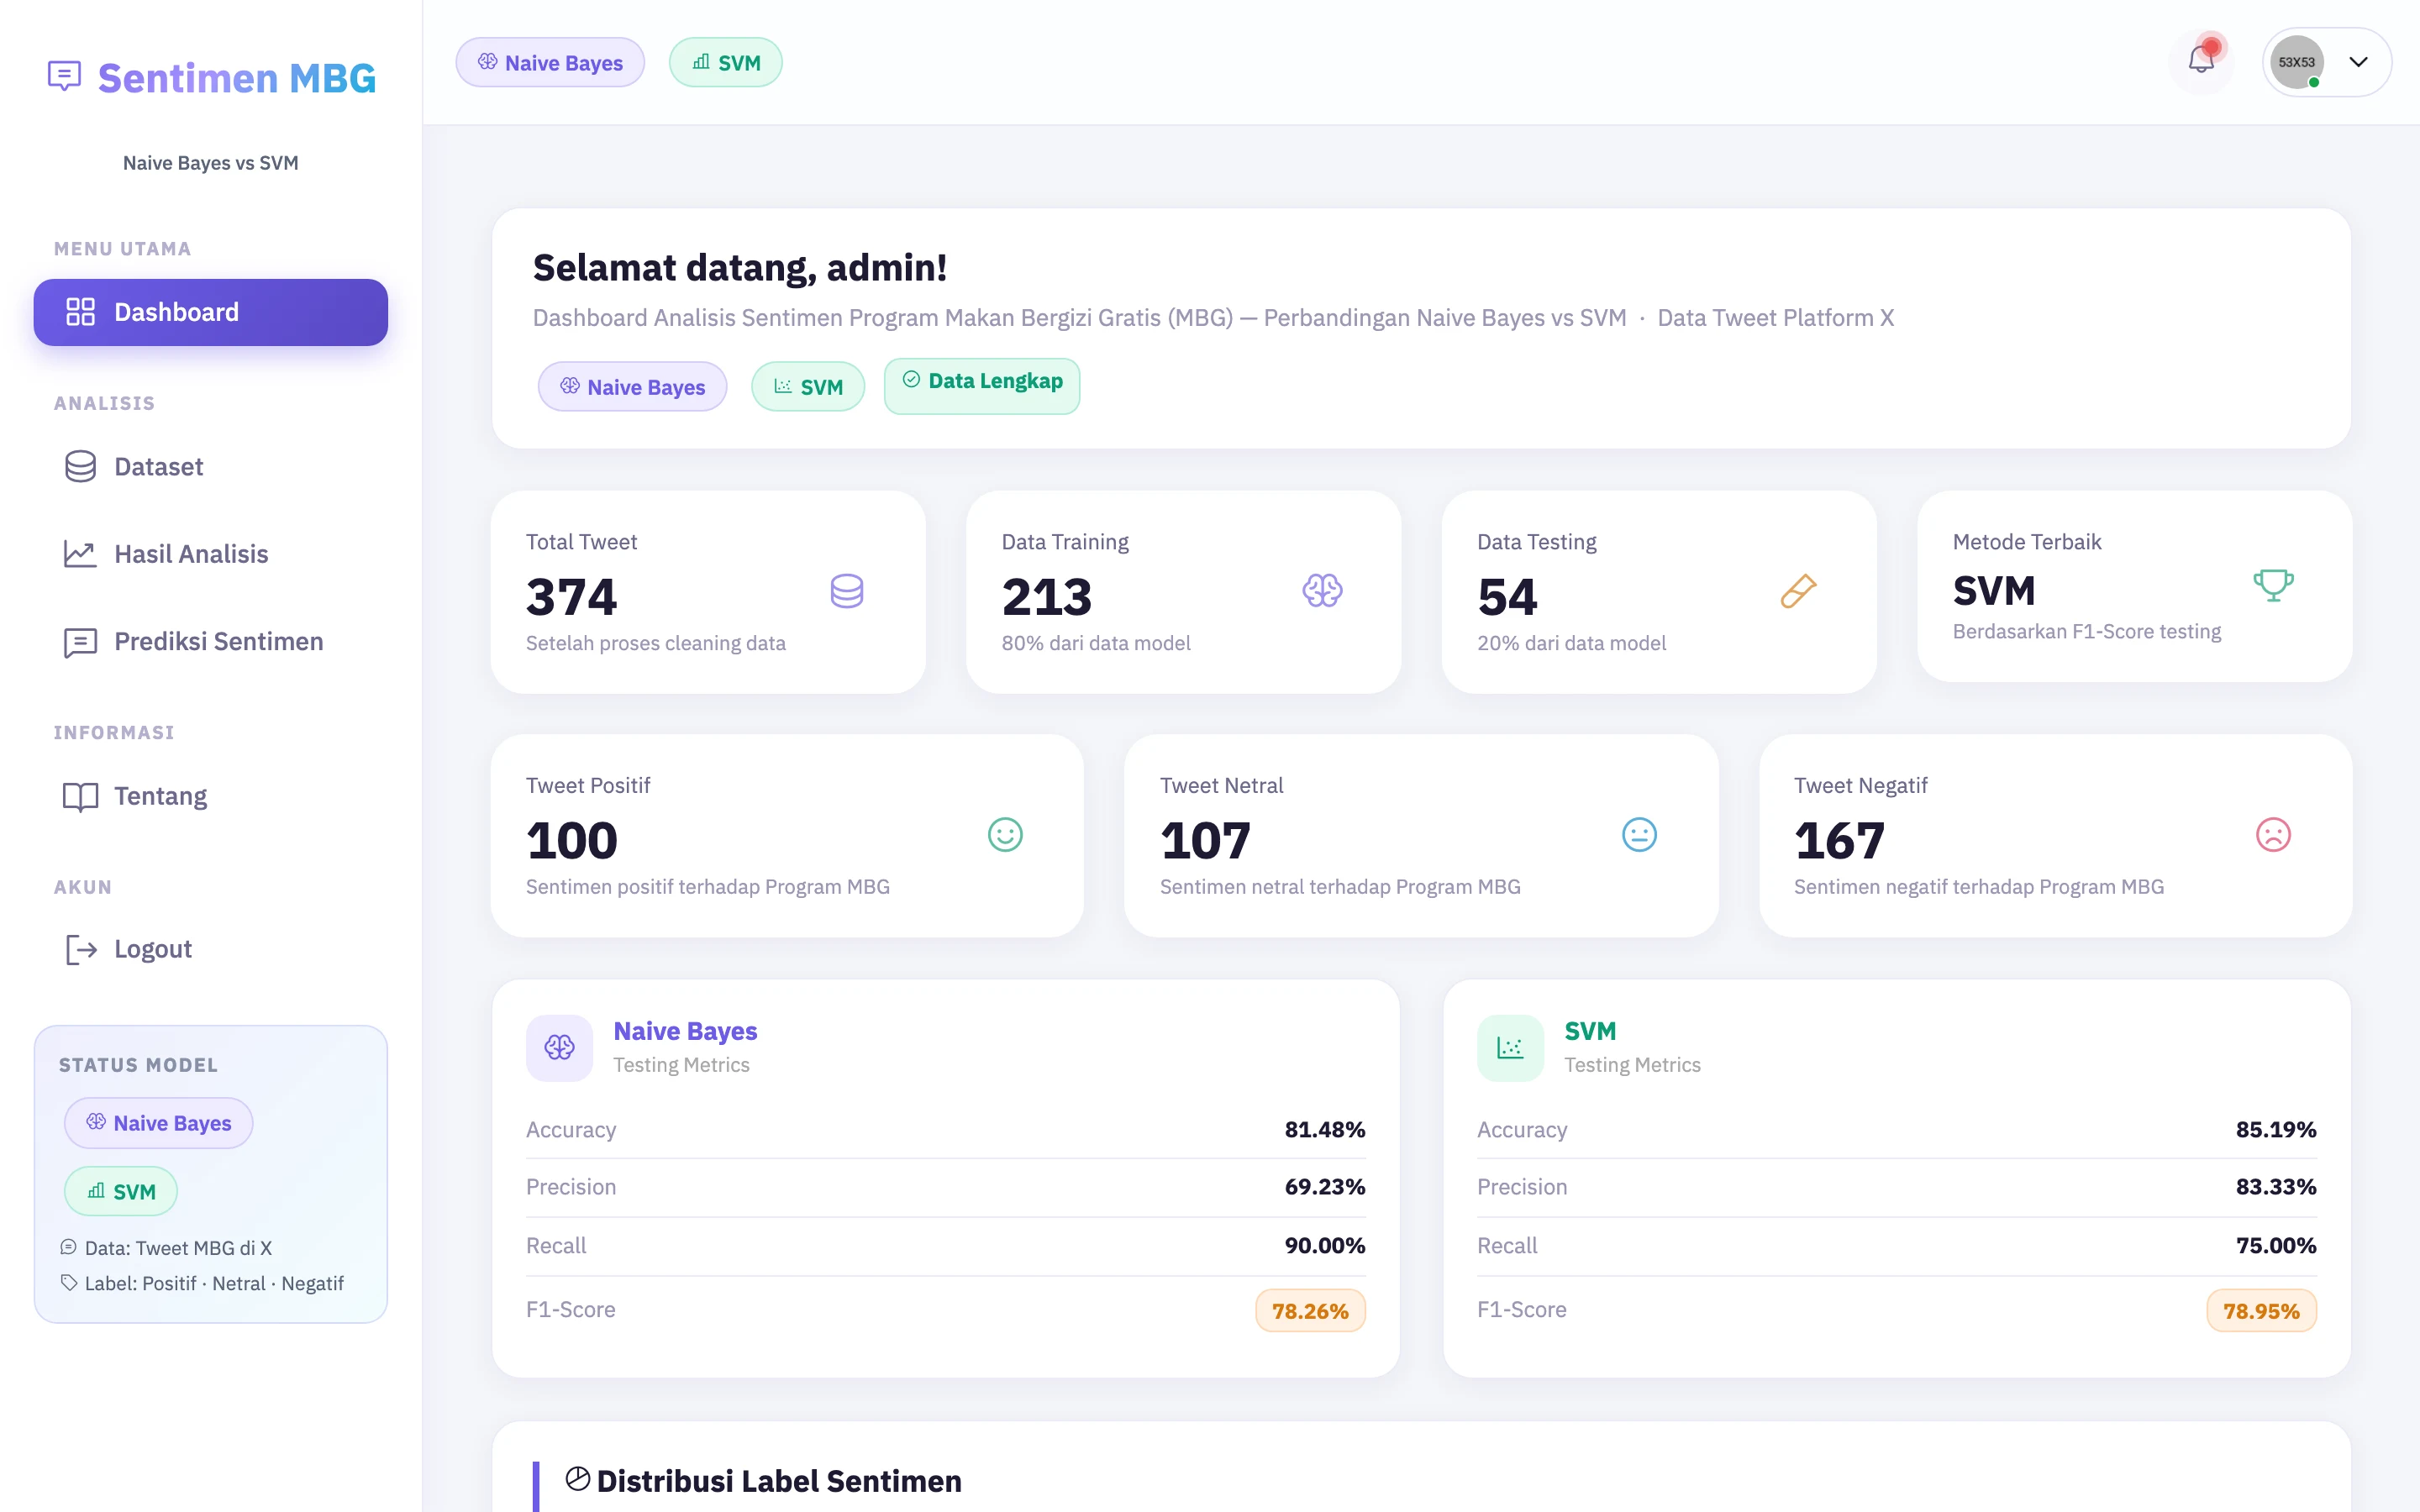 Sentimen MBG
Naive Bayes vs SVM
MENU UTAMA
Dashboard
ANALISIS
Dataset
Hasil Analisis
Prediksi Sentimen
INFORMASI
Tentang
AKUN
Logout
STATUS MODEL
Naive Bayes
SVM
Data: Tweet MBG di X
Label: Positif · Netral · Negatif
Naive Bayes
SVM
53X53
Selamat datang, admin!
Dashboard Analisis Sentimen Program Makan Bergizi Gratis (MBG) — Perbandingan Naive Bayes vs SVM · Data Tweet Platform X
Naive Bayes
SVM
Data Lengkap
Total Tweet
374
Setelah proses cleaning data
Data Training
213
80% dari data model
Data Testing
54
20% dari data model
Metode Terbaik
SVM
Berdasarkan F1-Score testing
Tweet Positif
100
Sentimen positif terhadap Program MBG
Tweet Netral
107
Sentimen netral terhadap Program MBG
Tweet Negatif
167
Sentimen negatif terhadap Program MBG
Naive Bayes
Testing Metrics
Accuracy 81.48%
Precision 69.23%
Recall 90.00%
F1-Score 78.26%
SVM
Testing Metrics
Accuracy 85.19%
Precision 83.33%
Recall 75.00%
F1-Score 78.95%
Distribusi Label Sentimen